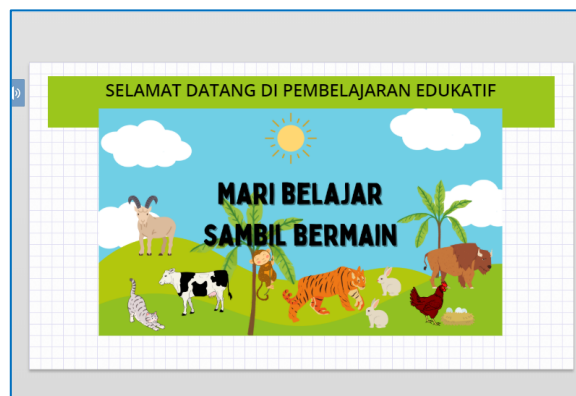 SELAMAT DATANG DI PEMBELAJARAN EDUKATIF
MARI BELAJAR
SAMBIL BERMAIN